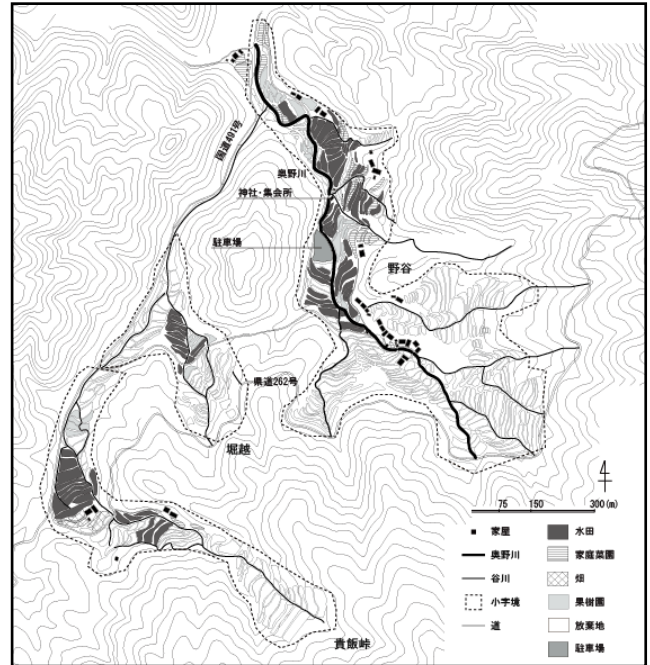 国道491号
奥野川
神社・集会所
駐車場
野谷
県道262号
堀越
貴飯峠
4
75 150 300(m)
家屋
奥野川
谷川
小字境
道
水田
家庭菜園
畑
果樹園
放棄地
駐車場